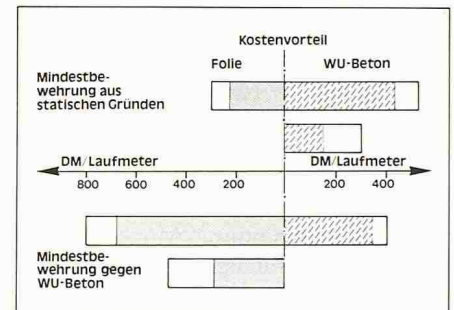 Kostenvorteil
Folie WU-Beton
Mindestbe-
wehrung aus
statischen Gründen
DM/Laufmeter DM/Laufmeter
800 600 400 200 200 400
Mindestbe-
wehrung gegen
WU-Beton